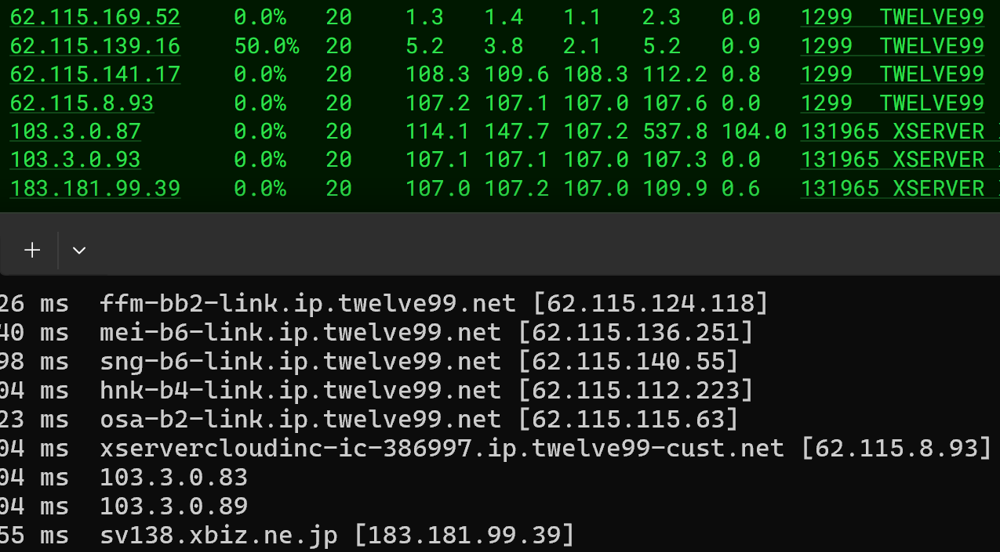 62.115.169.52 0.0% 20 1.3 1.4 1.1 2.3 0.0 1299 TWELVE99
62.115.139.16 50.0% 20 5.2 3.8 2.1 5.2 0.9 1299 TWELVE99
62.115.141.17 0.0% 20 108.3 109.6 108.3 112.2 0.8 1299 TWELVE99
62.115.8.93 0.0% 20 107.2 107.1 107.0 107.6 0.0 1299 TWELVE99
103.3.0.87 0.0% 20 114.1 147.7 107.2 537.8 104.0 131965 XSERVER
103.3.0.93 0.0% 20 107.1 107.1 107.0 107.3 0.0 131965 XSERVER
183.181.99.39 0.0% 20 107.0 107.2 107.0 109.9 0.6 131965 XSERVER
26 ms ffm-bb2-link.ip.twelve99.net [62.115.124.118]
40 ms mei-b6-link.ip.twelve99.net [62.115.136.251]
98 ms sng-b6-link.ip.twelve99.net [62.115.140.55]
04 ms hnk-b4-link.ip.twelve99.net [62.115.112.223]
23 ms osa-b2-link.ip.twelve99.net [62.115.115.63]
04 ms xservercloudinc-ic-386997.ip.twelve99-cust.net [62.115.8.93]
04 ms 103.3.0.83
04 ms 103.3.0.89
55 ms sv138.xbiz.ne.jp [183.181.99.39]